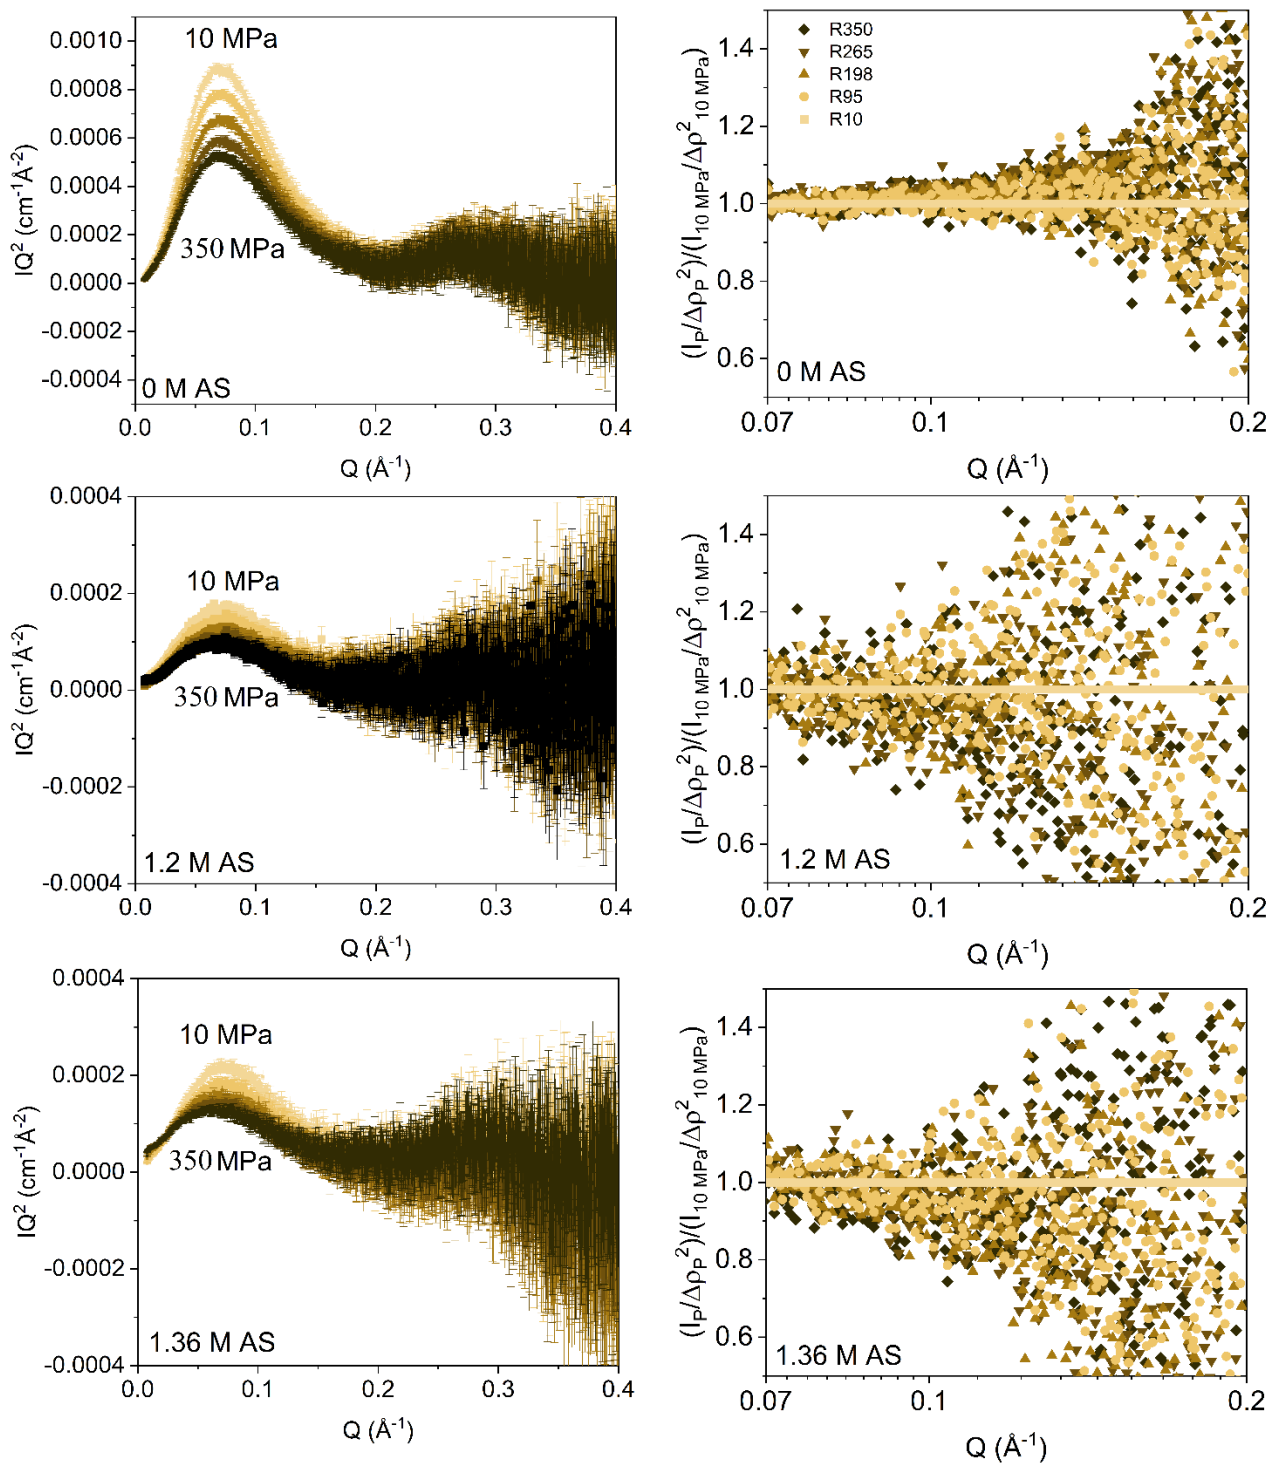 0.0010
0.0008
0.0006
0.0004
0.0002
0.0000
-0.0002
-0.0004
IQ² (cm⁻¹Å⁻²)
10 MPa
350 MPa
0 M AS
0.0
0.1
0.2
0.3
0.4
Q (Å⁻¹)
1.4
1.2
1.0
0.8
0.6
(I_P/Δρ_P²)/(I_10 MPa/Δρ²_10 MPa)
R350
R265
R198
R95
R10
0 M AS
0.07
0.1
0.2
Q (Å⁻¹)
0.0004
0.0002
0.0000
-0.0002
-0.0004
IQ² (cm⁻¹Å⁻²)
10 MPa
350 MPa
1.2 M AS
0.0
0.1
0.2
0.3
0.4
Q (Å⁻¹)
1.4
1.2
1.0
0.8
0.6
(I_P/Δρ_P²)/(I_10 MPa/Δρ²_10 MPa)
1.2 M AS
0.07
0.1
0.2
Q (Å⁻¹)
0.0004
0.0002
0.0000
-0.0002
-0.0004
IQ² (cm⁻¹Å⁻²)
10 MPa
350 MPa
1.36 M AS
0.0
0.1
0.2
0.3
0.4
Q (Å⁻¹)
1.4
1.2
1.0
0.8
0.6
(I_P/Δρ_P²)/(I_10 MPa/Δρ²_10 MPa)
1.36 M AS
0.07
0.1
0.2
Q (Å⁻¹)